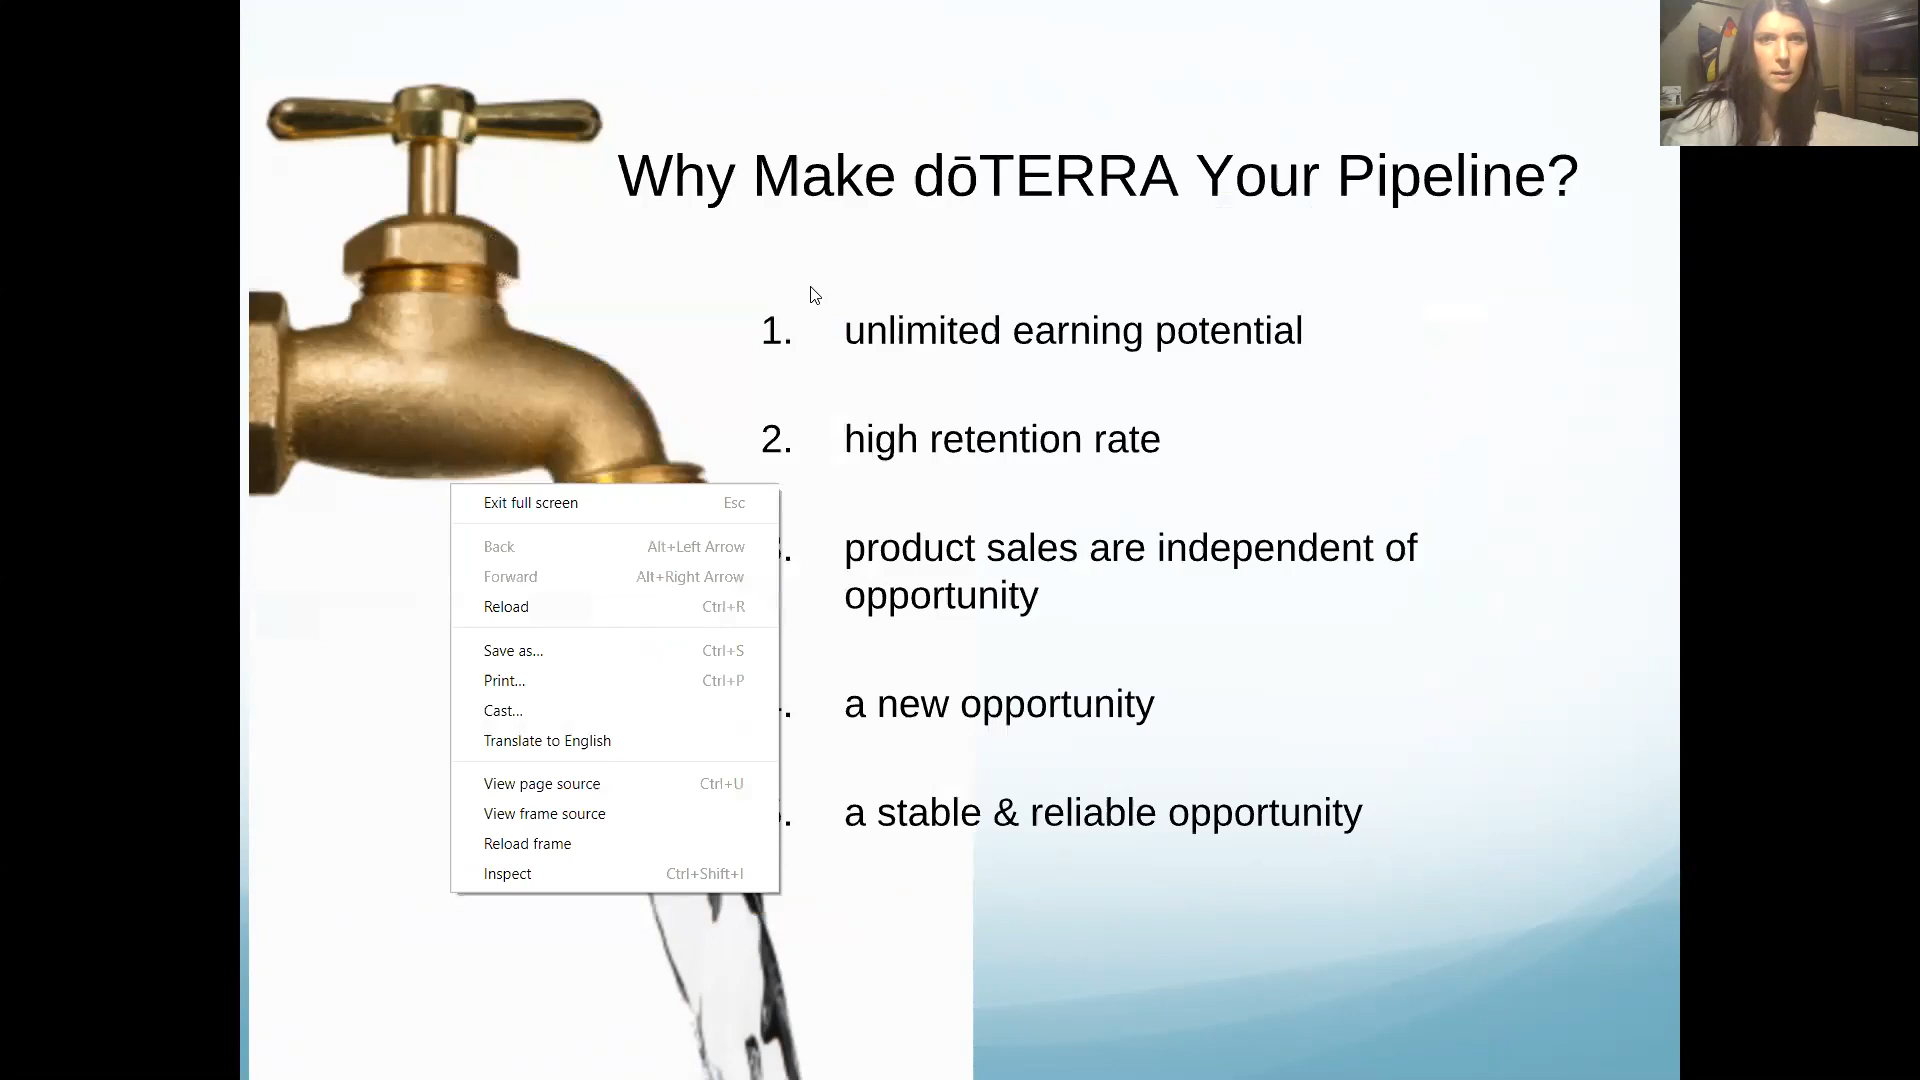 Why Make dōTERRA Your Pipeline?
1. unlimited earning potential
2. high retention rate
product sales are independent of
opportunity
a new opportunity
a stable & reliable opportunity
Exit full screen Esc
Back Alt+Left Arrow
Forward Alt+Right Arrow
Reload Ctrl+R
Save as... Ctrl+S
Print... Ctrl+P
Cast...
Translate to English
View page source Ctrl+U
View frame source
Reload frame
Inspect Ctrl+Shift+I